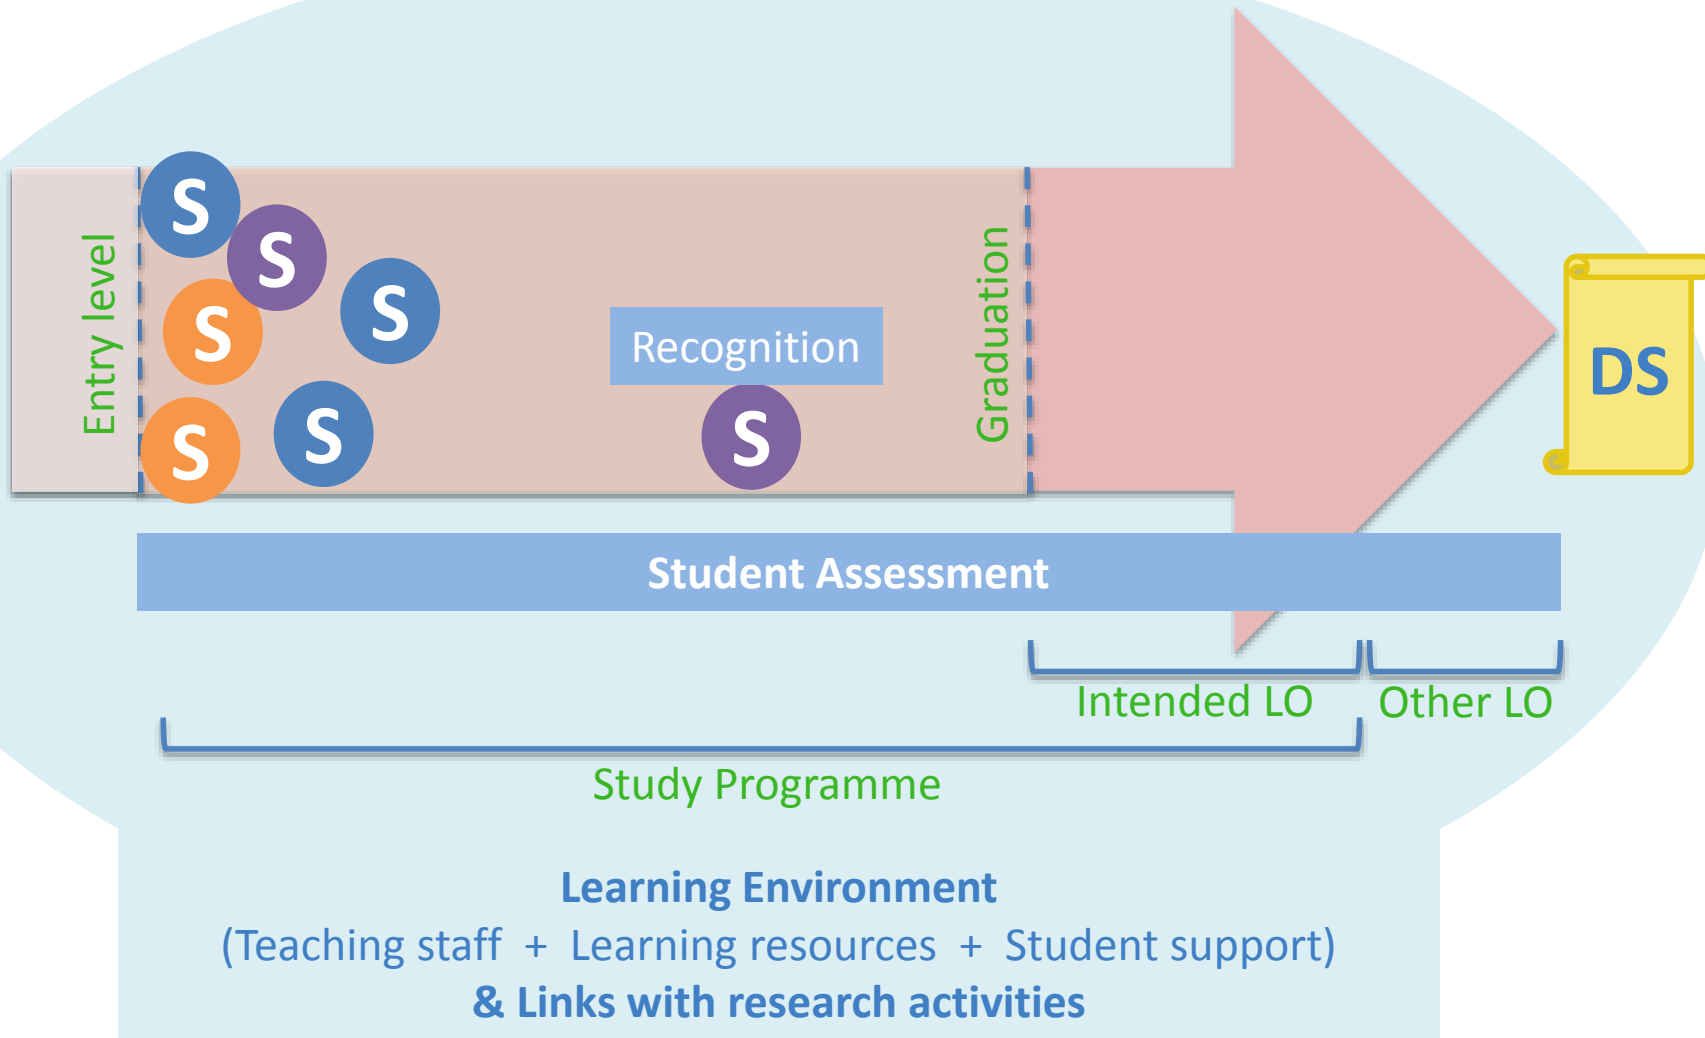 S
S
S
S
S
S
S
Entry level
Recognition
Graduation
DS
Student Assessment
Intended LO
Other LO
Study Programme
Learning Environment
(Teaching staff + Learning resources + Student support)
& Links with research activities